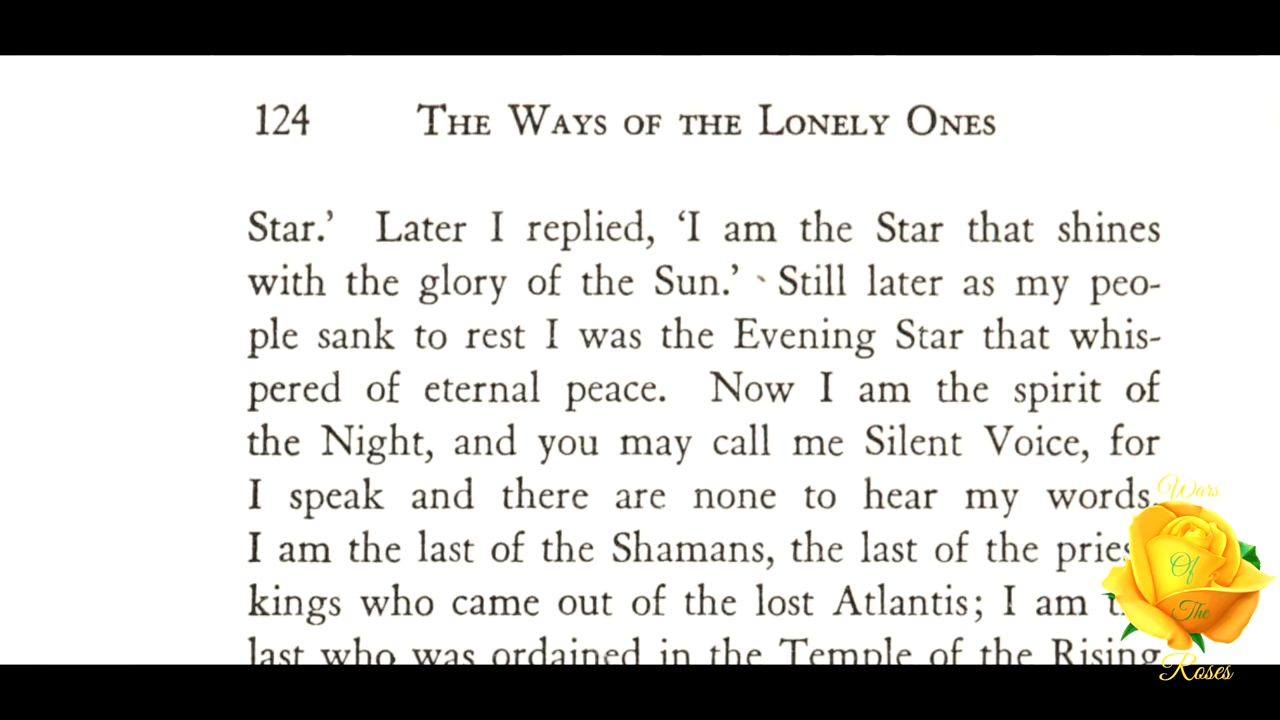 124 THE WAYS OF THE LONELY ONES
Star.’ Later I replied, ‘I am the Star that shines
with the glory of the Sun.’ Still later as my peo-
ple sank to rest I was the Evening Star that whis-
pered of eternal peace. Now I am the spirit of
the Night, and you may call me Silent Voice, for
I speak and there are none to hear my words.
I am the last of the Shamans, the last of the
kings who came out of the lost Atlantis; I am
last who was ordained in the Temple of the Rising
Wars
Of
The
Roses